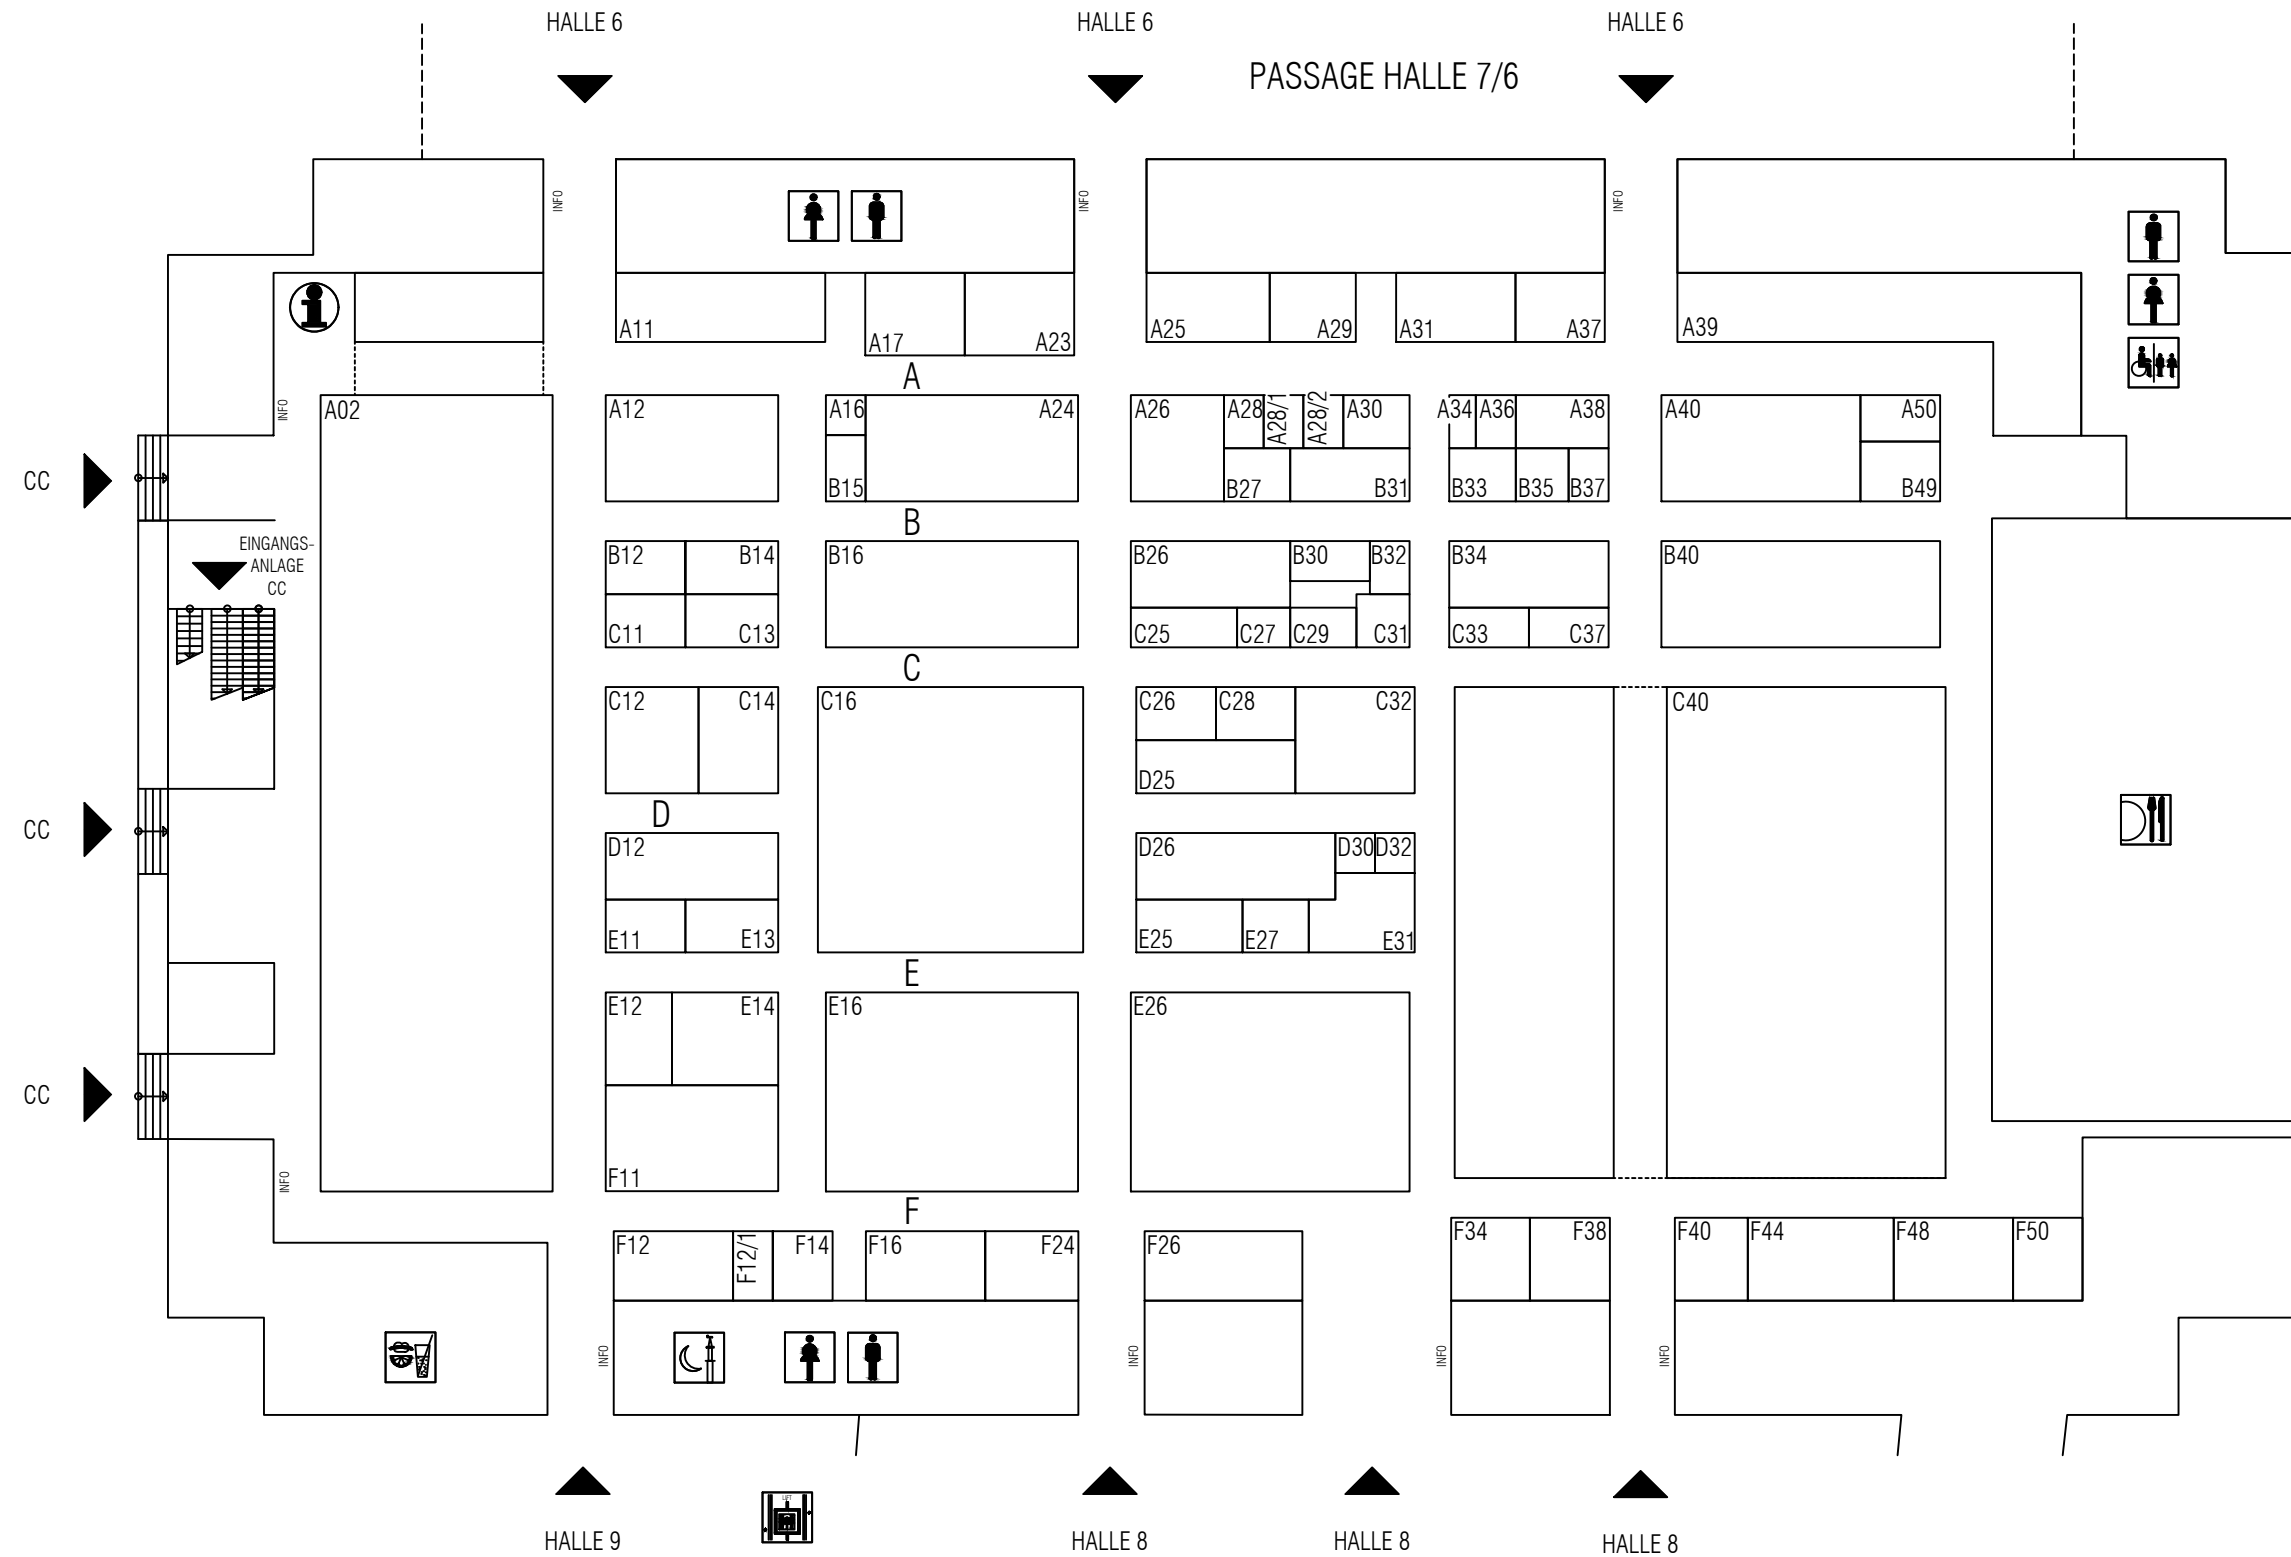 HALLE 6
HALLE 6
HALLE 6
PASSAGE HALLE 7/6
INFO
INFO
INFO
A11
A17
A23
A25
A29
A31
A37
A39
A
INFO
A02
A12
A16
A24
A26
A28
A28/1
A28/2
A30
A34
A36
A38
A40
A50
CC
B15
B27
B31
B33
B35
B37
B49
B
EINGANGS-
ANLAGE
CC
B12
B14
B16
B26
B30
B32
B34
B40
C11
C13
C25
C27
C29
C31
C33
C37
C
C12
C14
C16
C26
C28
C32
C40
D25
CC
D
D12
D26
D30
D32
E11
E13
E25
E27
E31
E
E12
E14
E16
E26
CC
F11
INFO
F
F12
F12/1
F14
F16
F24
F26
F34
F38
F40
F44
F48
F50
INFO
INFO
INFO
INFO
LIFT
HALLE 9
HALLE 8
HALLE 8
HALLE 8